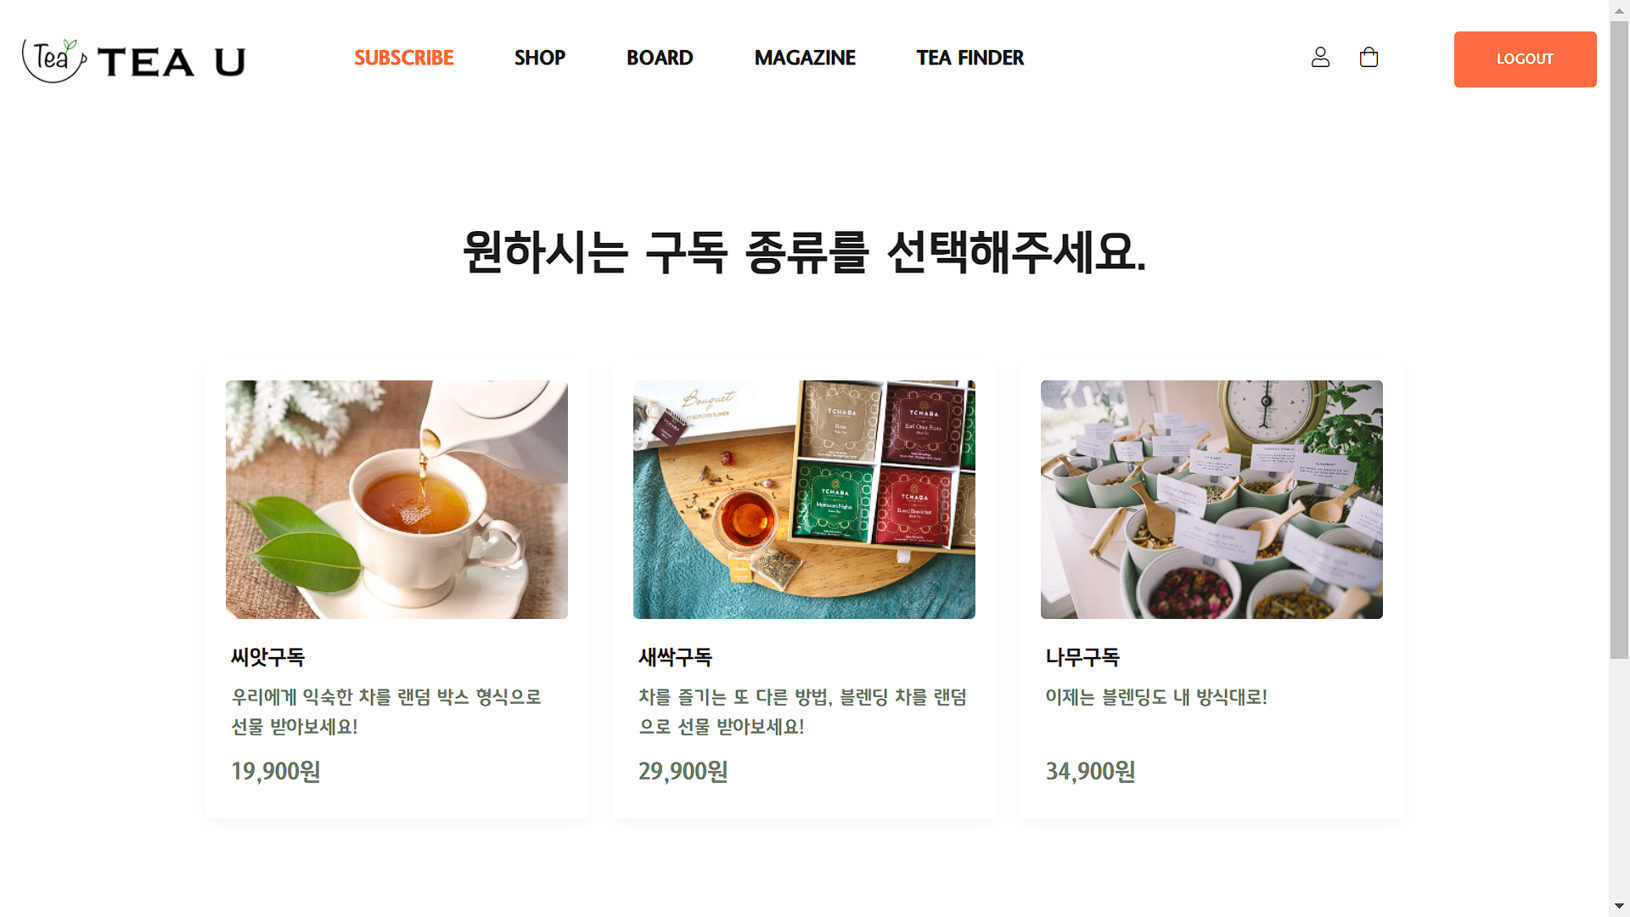 Tea TEA U
SUBSCRIBE SHOP BOARD MAGAZINE TEA FINDER LOGOUT
원하시는 구독 종류를 선택해주세요.
Bouquet
TCHABA
TCHABA
Earl Grey
TCHABA
Moroccan Nights
TCHABA
씨앗구독
우리에게 익숙한 차를 랜덤 박스 형식으로
선물 받아보세요!
19,900원
새싹구독
차를 즐기는 또 다른 방법, 블렌딩 차를 랜덤
으로 선물 받아보세요!
29,900원
나무구독
이제는 블렌딩도 내 방식대로!
34,900원